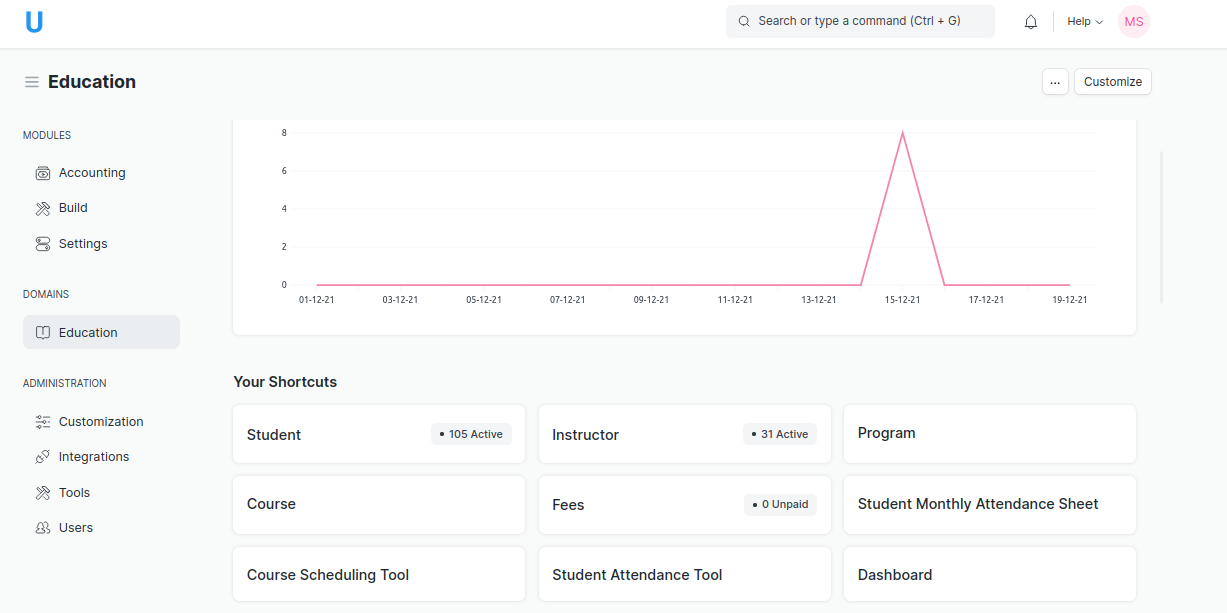 U
Search or type a command (Ctrl + G)
Help
MS
Education
...
Customize
MODULES
Accounting
Build
Settings
DOMAINS
Education
ADMINISTRATION
Customization
Integrations
Tools
Users
8
6
4
2
0
01-12-21 03-12-21 05-12-21 07-12-21 09-12-21 11-12-21 13-12-21 15-12-21 17-12-21 19-12-21
Your Shortcuts
Student 105 Active
Instructor 31 Active
Program
Course
Fees 0 Unpaid
Student Monthly Attendance Sheet
Course Scheduling Tool
Student Attendance Tool
Dashboard